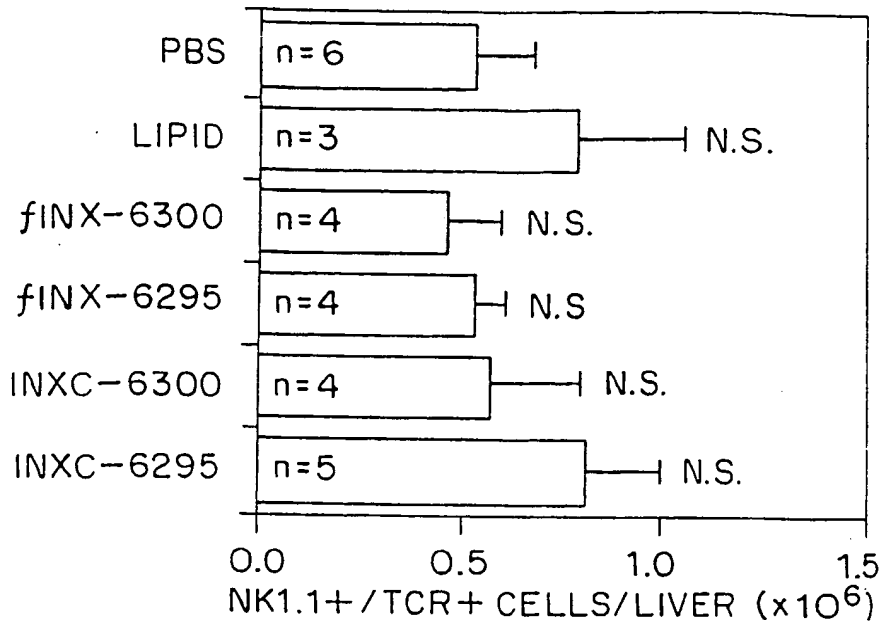 PBS n=6
LIPID n=3 N.S.
fINX-6300 n=4 N.S.
fINX-6295 n=4 N.S
INXC-6300 n=4 N.S.
INXC-6295 n=5 N.S.
0.0 0.5 1.0 1.5
NK1.1+/TCR+ CELLS/LIVER (x10⁶)